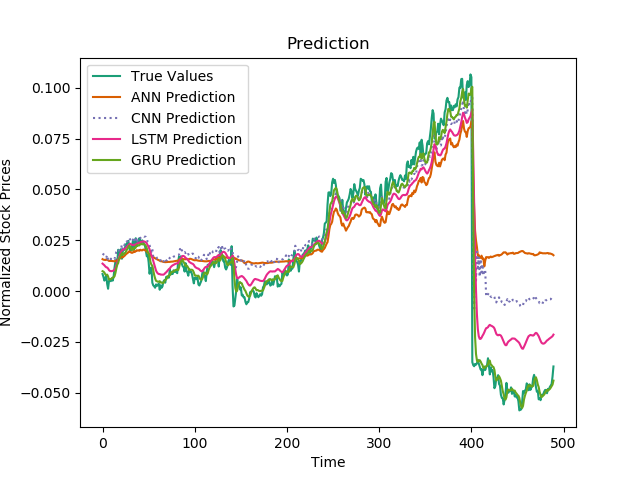 Prediction
True Values
ANN Prediction
CNN Prediction
LSTM Prediction
GRU Prediction
0.100
0.075
0.050
0.025
0.000
−0.025
−0.050
Normalized Stock Prices
0 100 200 300 400 500
Time